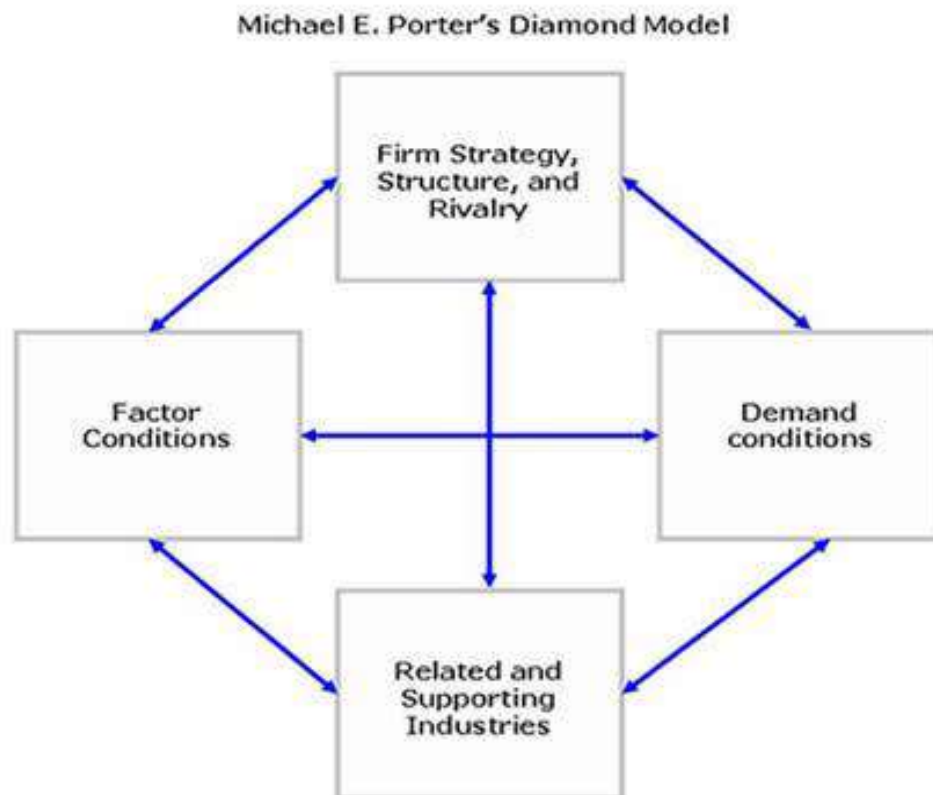 Michael E. Porter's Diamond Model
Firm Strategy,
Structure, and
Rivalry
Factor
Conditions
Demand
conditions
Related and
Supporting
Industries